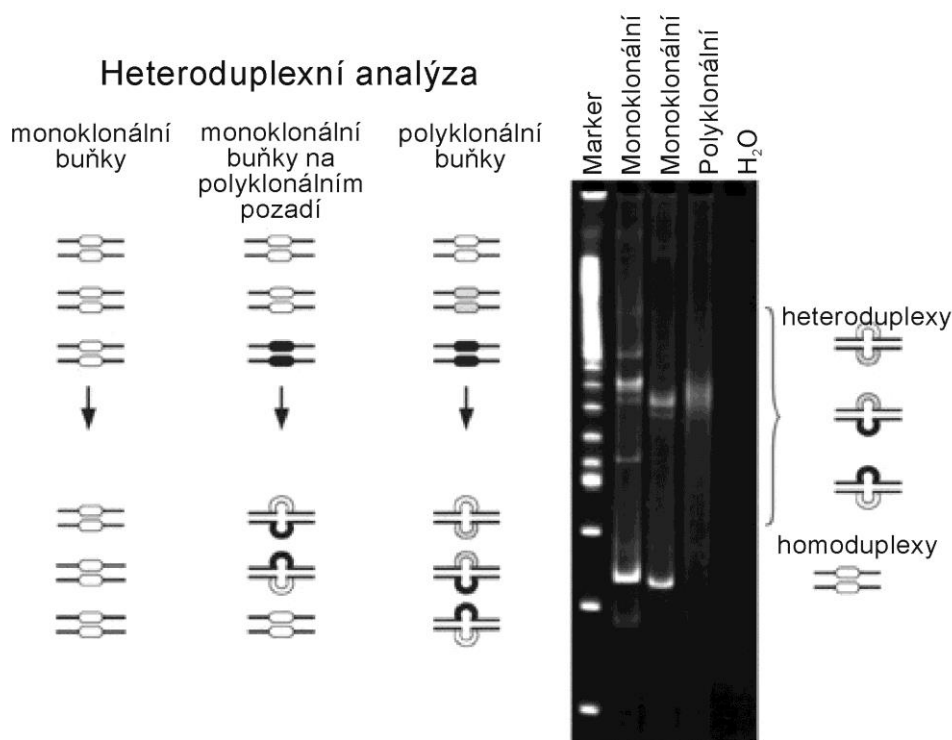 Heteroduplexní analýza
monoklonální
buňky
monoklonální
buňky na
polyklonálním
pozadí
polyklonální
buňky
Marker
Monoklonální
Monoklonální
Polyklonální
H₂O
heteroduplexy
homoduplexy